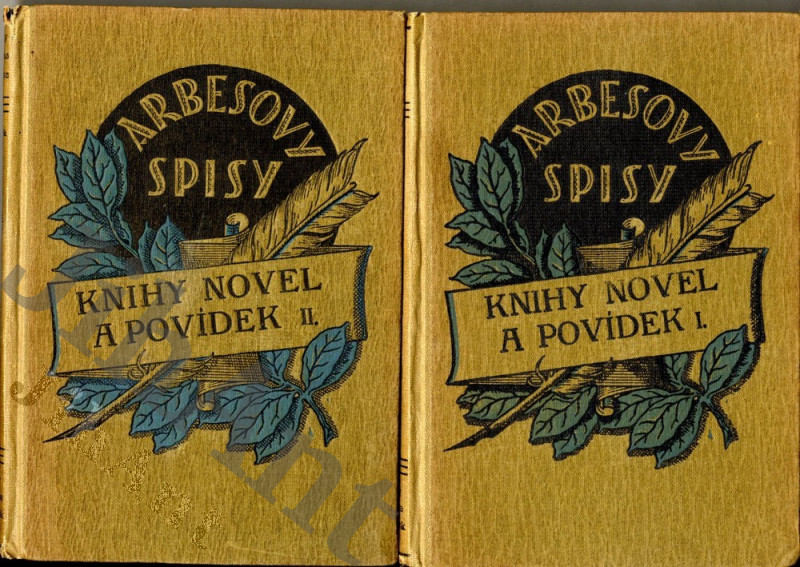 ARBESOVY
SPISY
KNIHY NOVEL
A POVÍDEK II.
ARBESOVY
SPISY
KNIHY NOVEL
A POVÍDEK I.